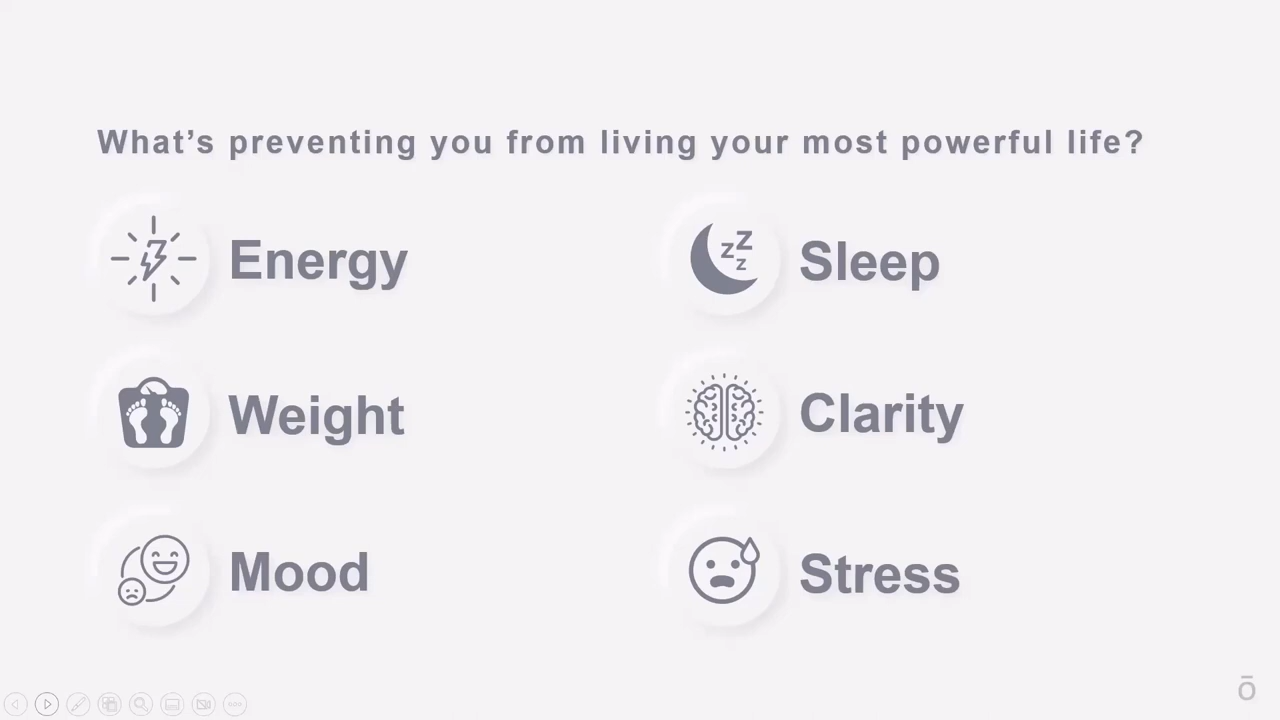 What’s preventing you from living your most powerful life?
Energy
Sleep
Weight
Clarity
Mood
Stress
ō